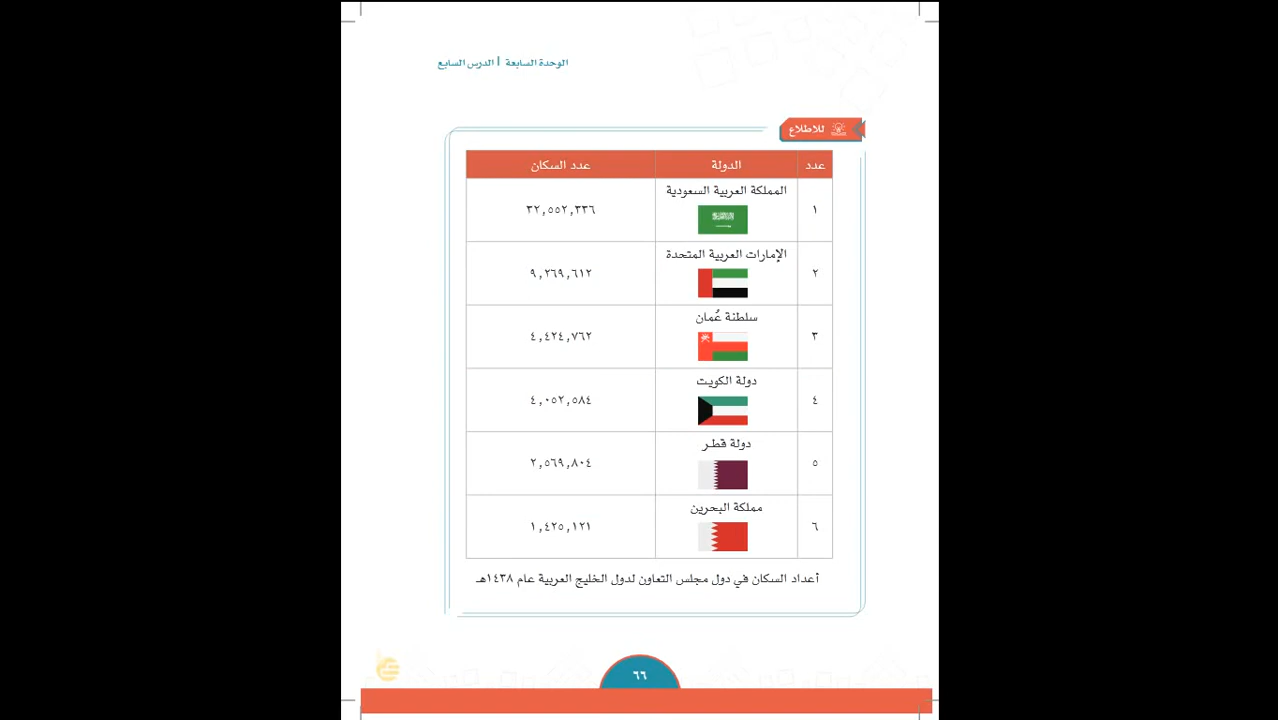 الوحدة السابعة | الدرس السابع
للاطلاع
عدد الدولة عدد السكان
المملكة العربية السعودية
١ ٣٢,٥٥٢,٣٣٦
الإمارات العربية المتحدة
٢ ٩,٢٦٩,٦١٢
سلطنة عُمان
٣ ٤,٤٢٤,٧٦٢
دولة الكويت
٤ ٤,٠٥٢,٥٨٤
دولة قطر
٥ ٢,٥٦٩,٨٠٤
مملكة البحرين
٦ ١,٤٢٥,١٢١
أعداد السكان في دول مجلس التعاون لدول الخليج العربية عام ١٤٣٨هـ
٦٦